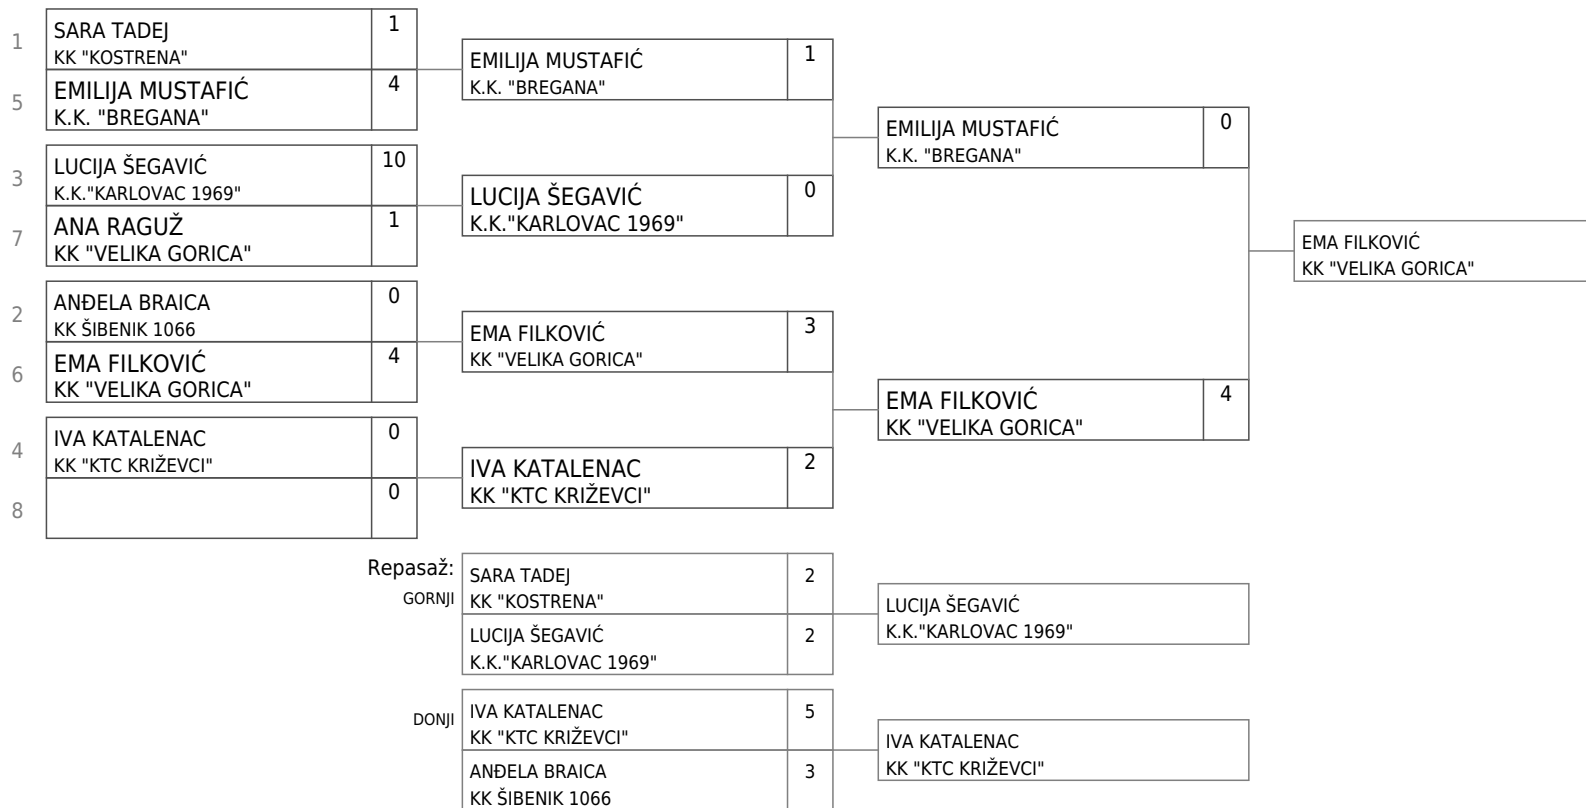 1
SARA TADEJ
KK "KOSTRENA"
1
5
EMILIJA MUSTAFIĆ
K.K. "BREGANA"
4
3
LUCIJA ŠEGAVIĆ
K.K."KARLOVAC 1969"
10
7
ANA RAGUŽ
KK "VELIKA GORICA"
1
2
ANĐELA BRAICA
KK ŠIBENIK 1066
0
6
EMA FILKOVIĆ
KK "VELIKA GORICA"
4
4
IVA KATALENAC
KK "KTC KRIŽEVCI"
0
8
0
EMILIJA MUSTAFIĆ
K.K. "BREGANA"
1
LUCIJA ŠEGAVIĆ
K.K."KARLOVAC 1969"
0
EMA FILKOVIĆ
KK "VELIKA GORICA"
3
IVA KATALENAC
KK "KTC KRIŽEVCI"
2
EMILIJA MUSTAFIĆ
K.K. "BREGANA"
0
EMA FILKOVIĆ
KK "VELIKA GORICA"
4
EMA FILKOVIĆ
KK "VELIKA GORICA"
Repasaž:
GORNJI
SARA TADEJ
KK "KOSTRENA"
2
LUCIJA ŠEGAVIĆ
K.K."KARLOVAC 1969"
2
LUCIJA ŠEGAVIĆ
K.K."KARLOVAC 1969"
DONJI
IVA KATALENAC
KK "KTC KRIŽEVCI"
5
ANĐELA BRAICA
KK ŠIBENIK 1066
3
IVA KATALENAC
KK "KTC KRIŽEVCI"